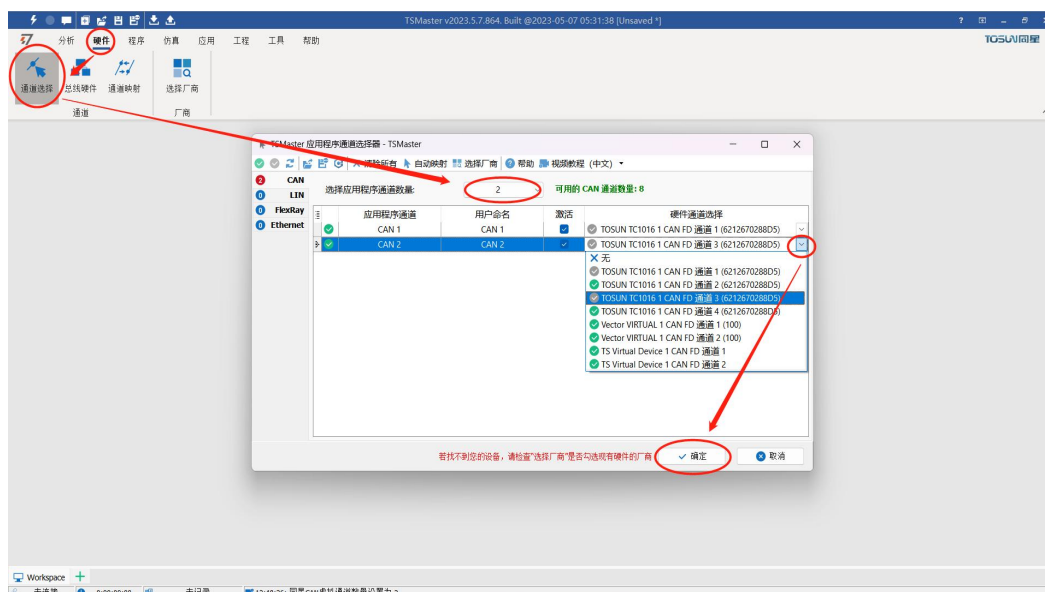 TSMaster v2023.5.7.864. Built @2023-05-07 05:31:38 [Unsaved *]
分析 硬件 程序 仿真 应用 工程 工具 帮助
TOSUN同星
通道选择 总线硬件 通道映射 选择厂商
通道 厂商
TSMaster 应用程序通道选择器 - TSMaster
清除所有 自动映射 选择厂商 帮助 视频教程 (中文)
2 CAN
0 LIN
0 FlexRay
0 Ethernet
选择应用程序通道数量: 2 可用的 CAN 通道数量: 8
应用程序通道 用户命名 激活 硬件通道选择
CAN 1 CAN 1 TOSUN TC1016 1 CAN FD 通道 1 (6212670288D5)
CAN 2 CAN 2 TOSUN TC1016 1 CAN FD 通道 3 (6212670288D5)
无
TOSUN TC1016 1 CAN FD 通道 1 (6212670288D5)
TOSUN TC1016 1 CAN FD 通道 2 (6212670288D5)
TOSUN TC1016 1 CAN FD 通道 3 (6212670288D5)
TOSUN TC1016 1 CAN FD 通道 4 (6212670288D5)
Vector VIRTUAL 1 CAN FD 通道 1 (100)
Vector VIRTUAL 1 CAN FD 通道 2 (100)
TS Virtual Device 1 CAN FD 通道 1
TS Virtual Device 1 CAN FD 通道 2
若找不到您的设备，请检查"选择厂商"是否勾选现有硬件的厂商 确定 取消
Workspace